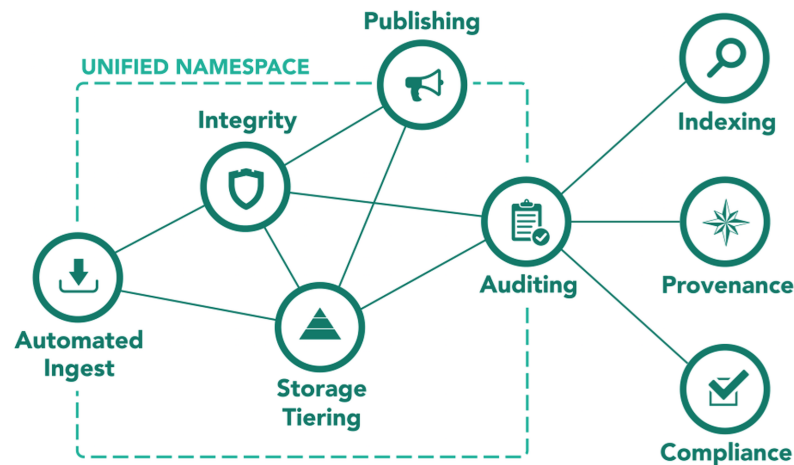 Publishing
UNIFIED NAMESPACE
Integrity
Indexing
Auditing
Provenance
Automated
Ingest
Storage
Tiering
Compliance